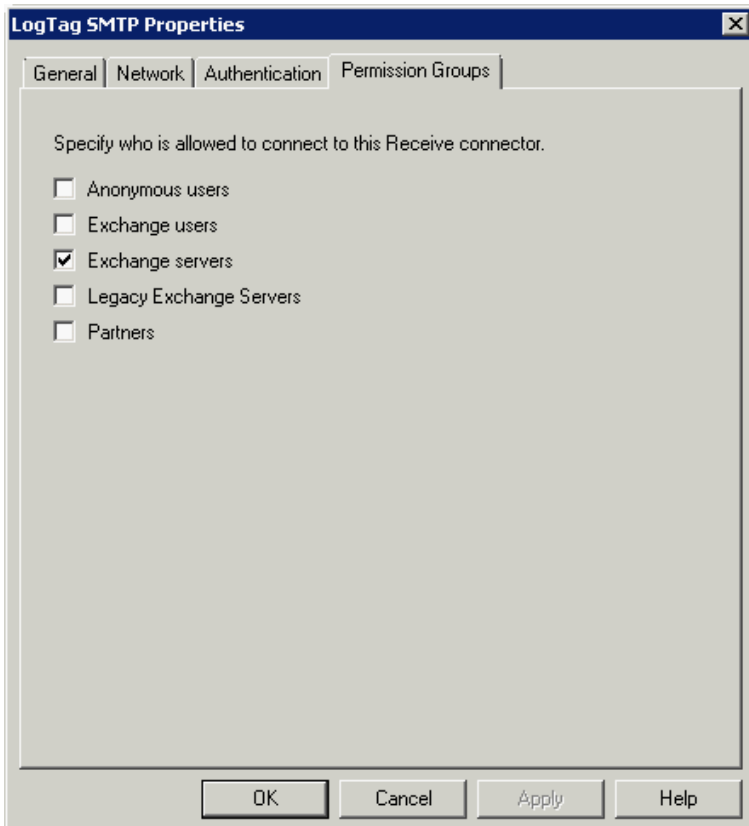 LogTag SMTP Properties
General Network Authentication Permission Groups
Specify who is allowed to connect to this Receive connector.
Anonymous users
Exchange users
Exchange servers
Legacy Exchange Servers
Partners
OK Cancel Apply Help